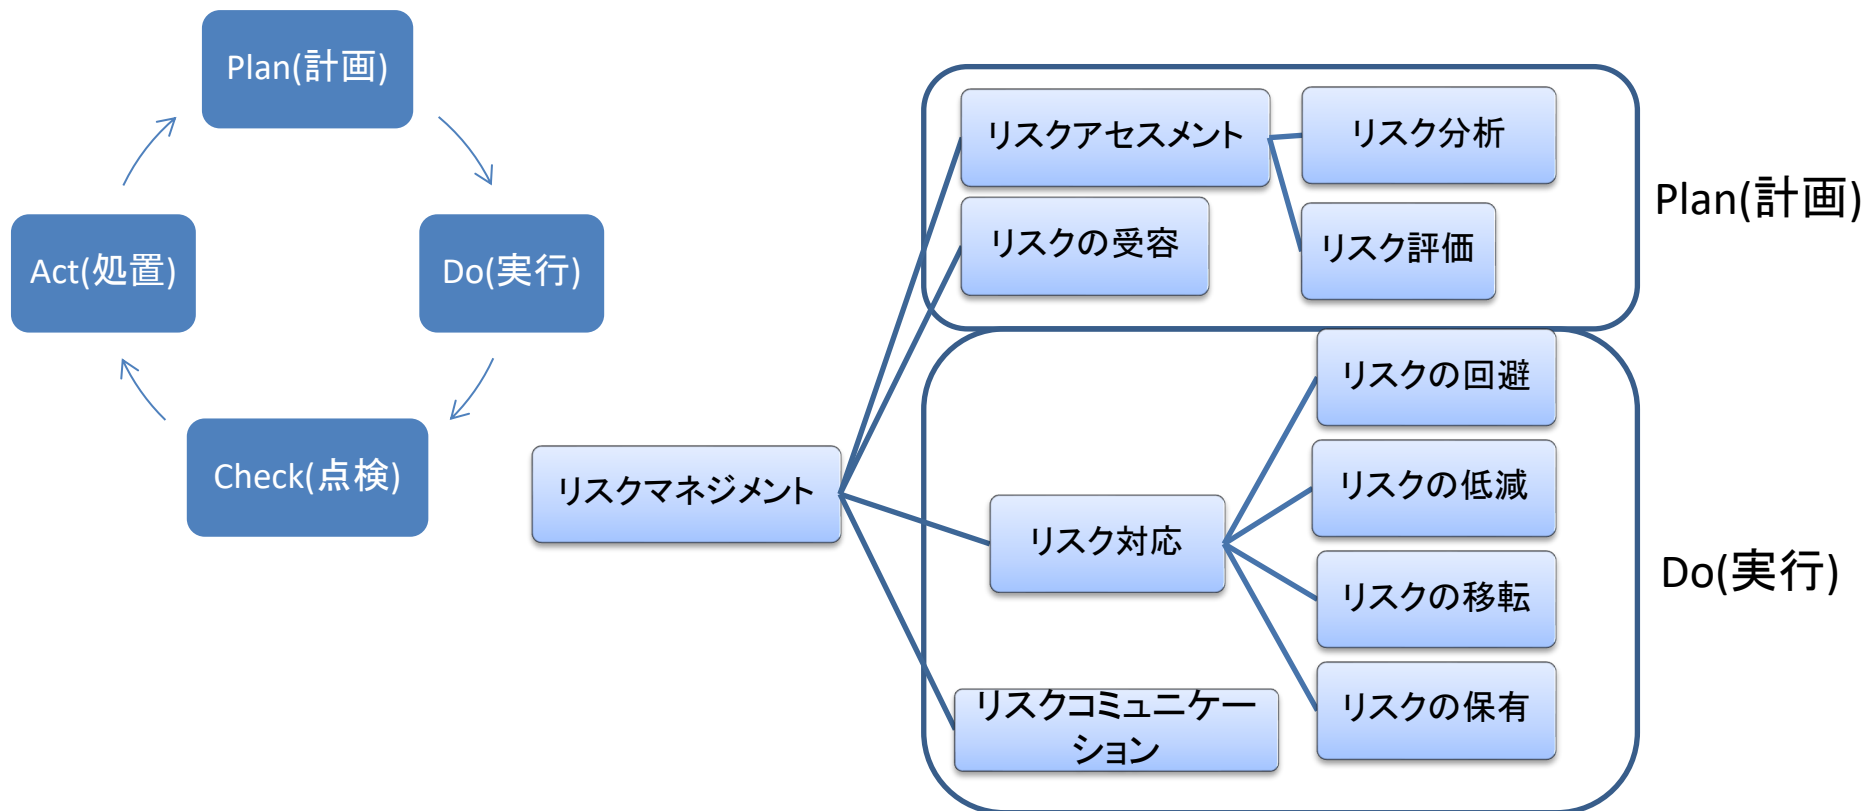 Plan(計画)
Do(実行)
Check(点検)
Act(処置)
リスクマネジメント
リスクアセスメント
リスク分析
リスク評価
リスクの受容
Plan(計画)
リスク対応
リスクの回避
リスクの低減
リスクの移転
リスクの保有
リスクコミュニケー
ション
Do(実行)